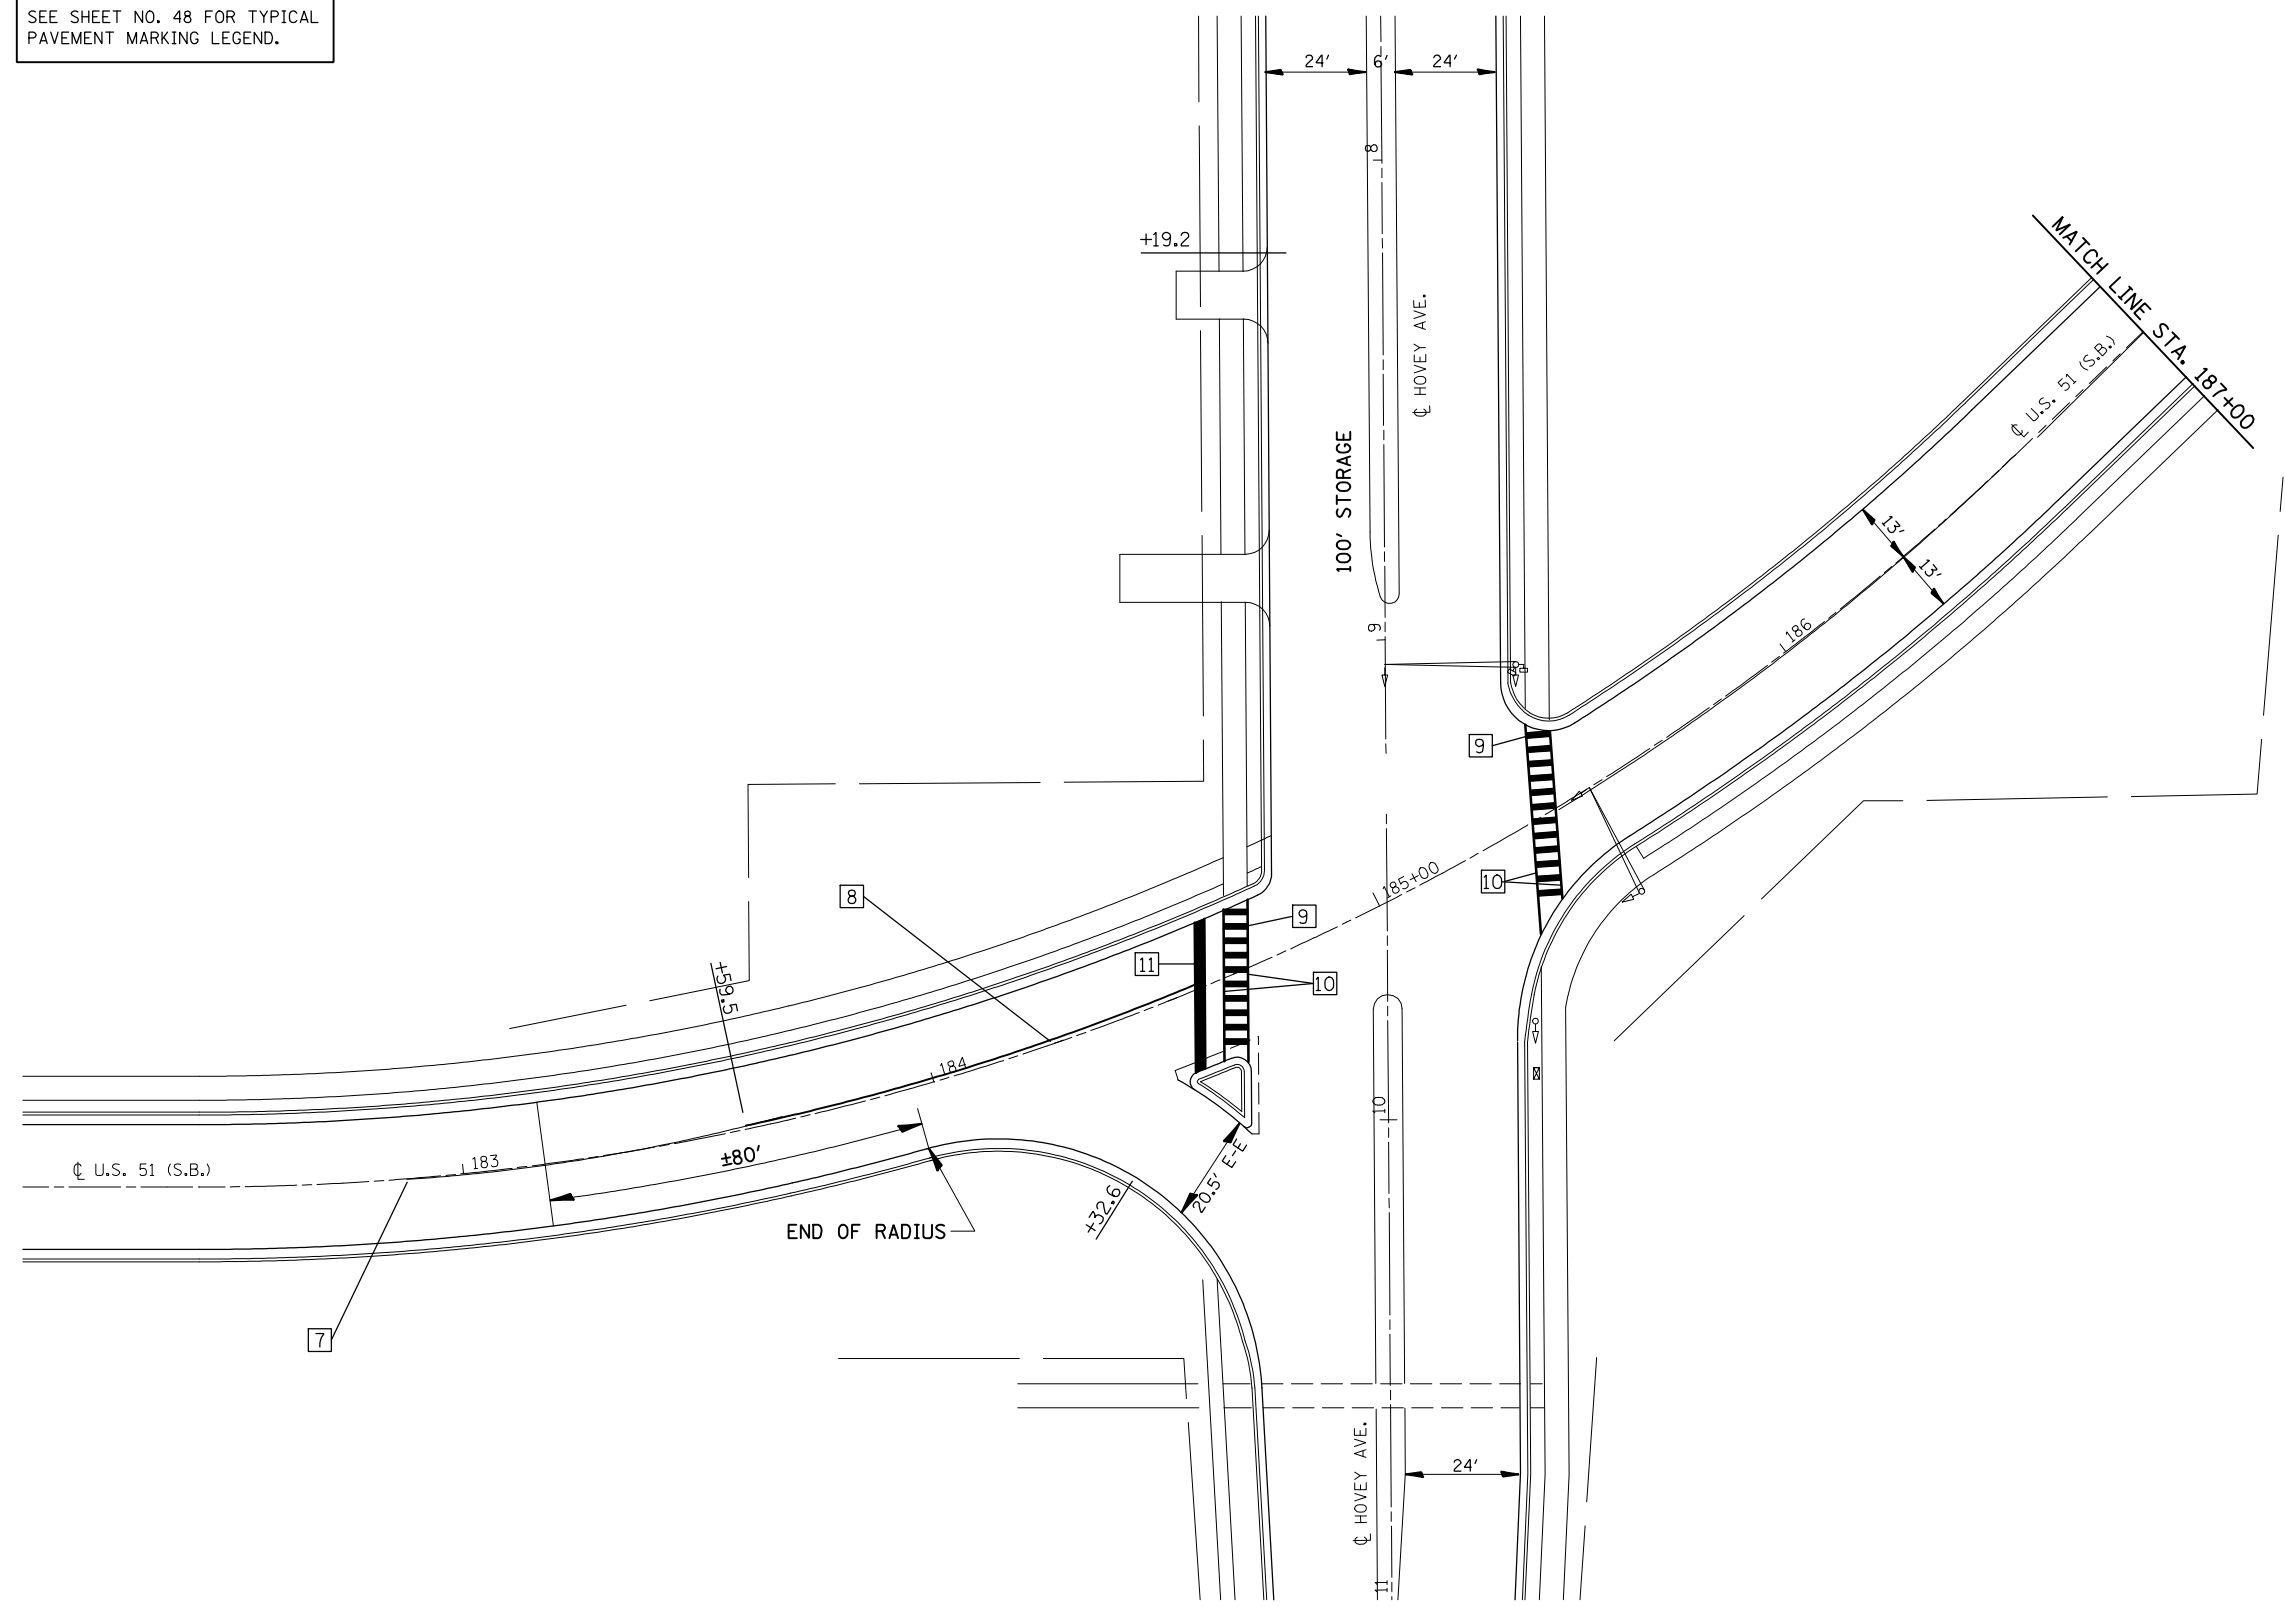 SEE SHEET NO. 48 FOR TYPICAL
PAVEMENT MARKING LEGEND.
24'
6'
24'
8
+19.2
℄ HOVEY AVE.
MATCH LINE STA. 187+00
℄ U.S. 51 (S.B.)
100' STORAGE
13'
13'
9
186
9
185+00
10
8
9
11
10
+59.5
184
10
183
±80'
℄ U.S. 51 (S.B.)
20.5' E-E
+32.6
END OF RADIUS
7
℄ HOVEY AVE.
24'
11